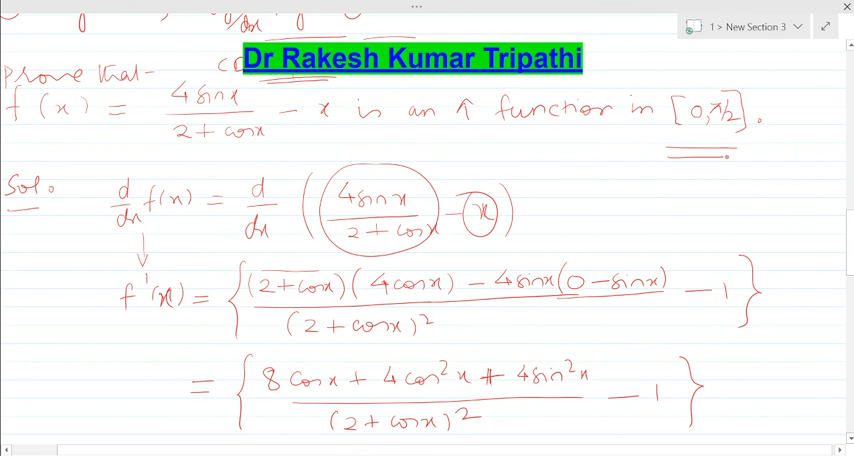 1 > New Section 3
Dr Rakesh Kumar Tripathi
Prove that
f(x) = 4sinx / 2 + cosx - x is an ↑ function in [0, π/2].
Sol.
d/dx f(x) = d/dx ( 4sinx / 2 + cosx - x )
f'(x) = { (2 + cosx)(4cosx) - 4sinx(0 - sinx) / (2 + cosx)² - 1 }
= { 8 cosx + 4cos²x + 4sin²x / (2 + cosx)² - 1 }